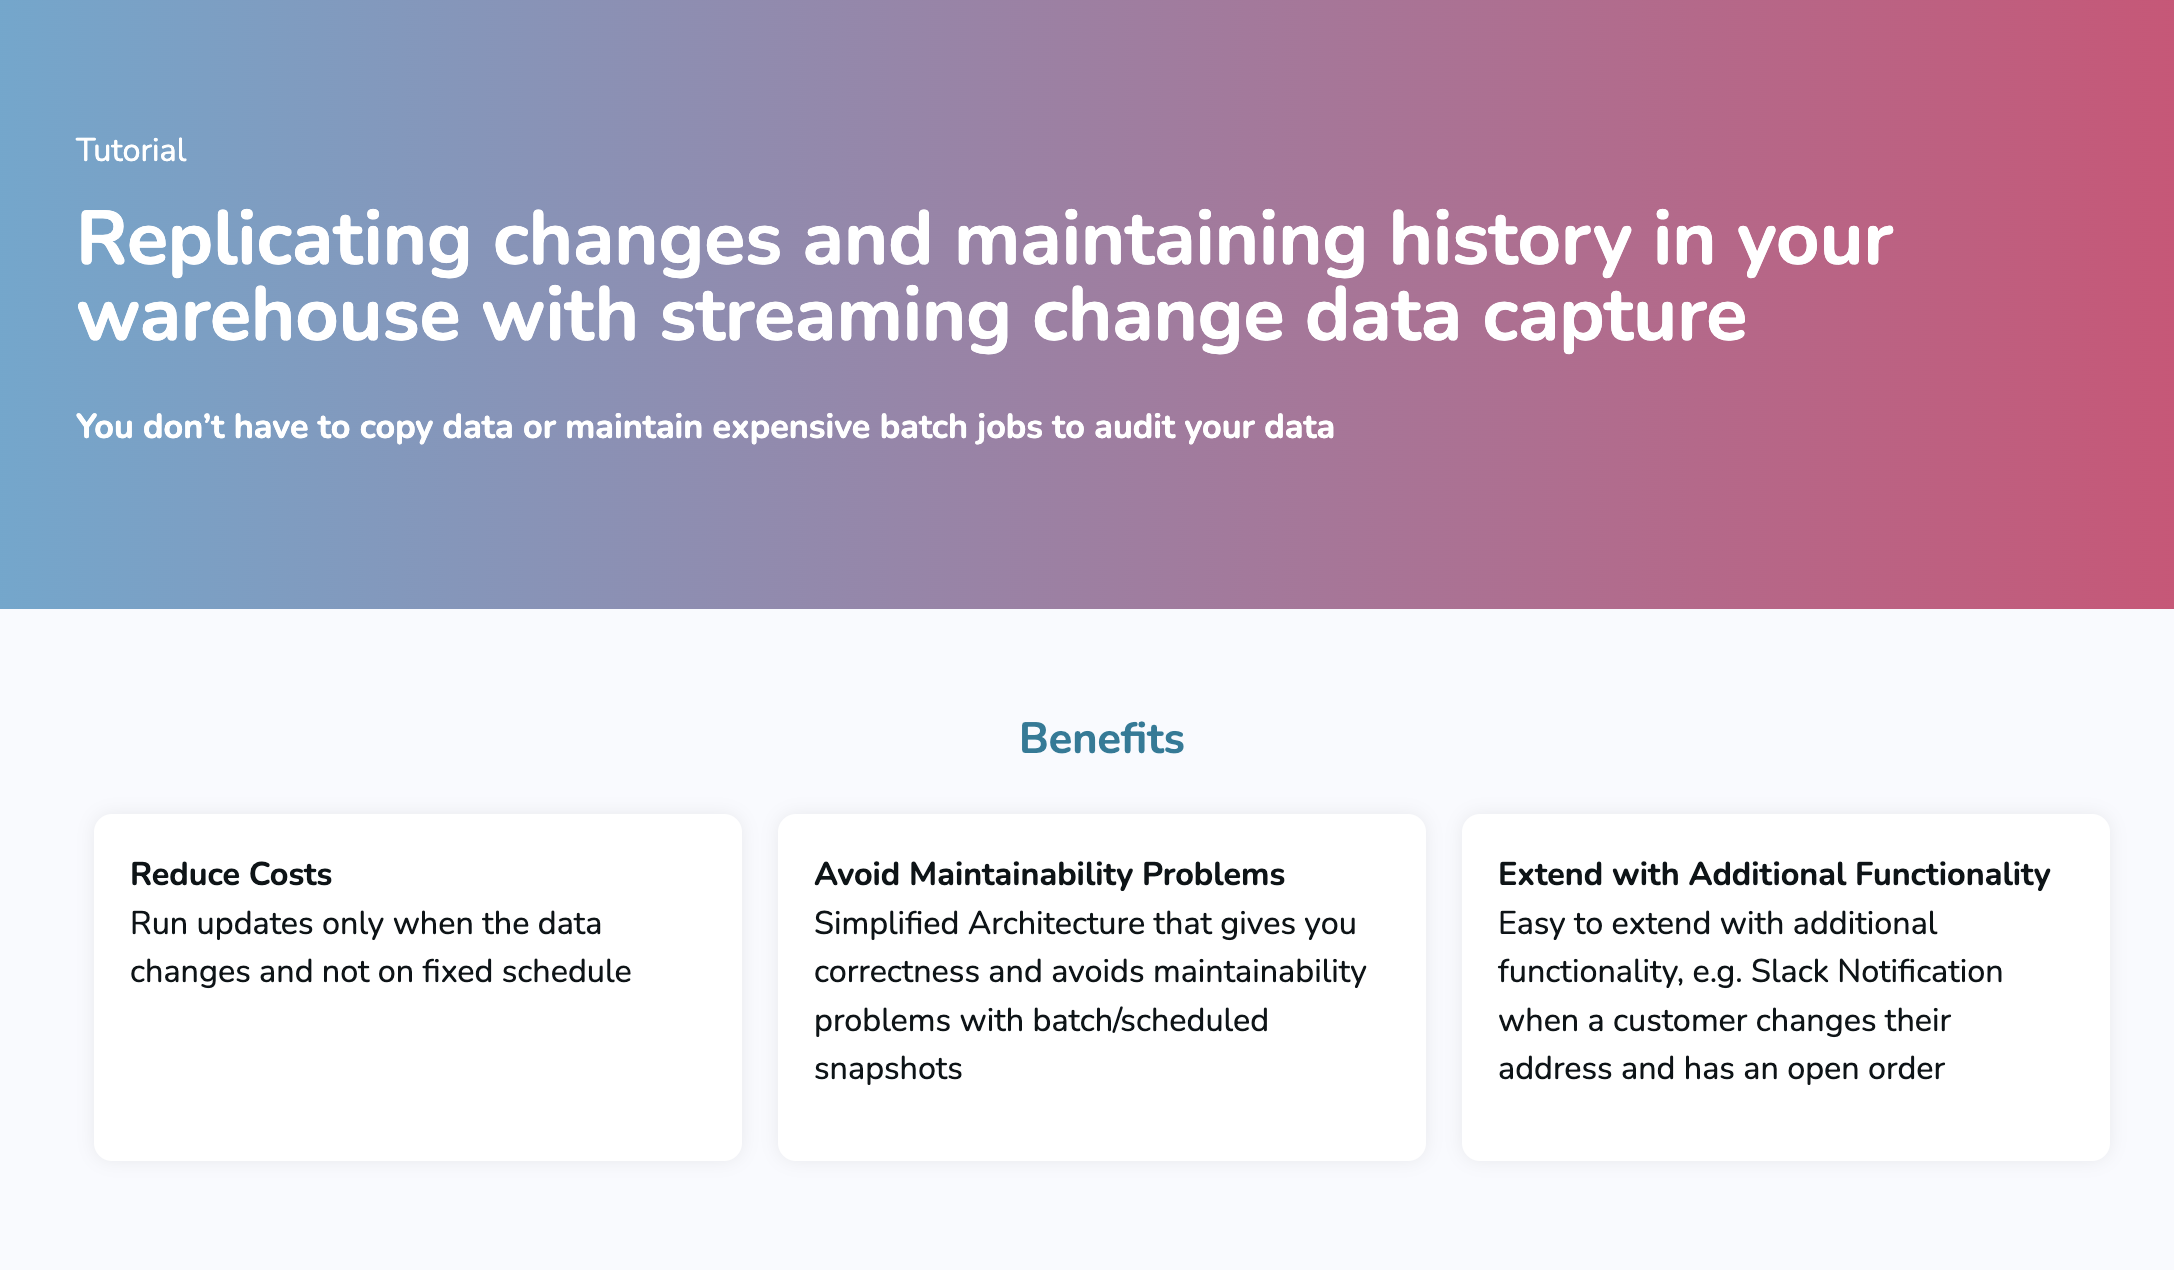 Tutorial
Replicating changes and maintaining history in your
warehouse with streaming change data capture
You don’t have to copy data or maintain expensive batch jobs to audit your data
Benefits
Reduce Costs
Run updates only when the data
changes and not on fixed schedule
Avoid Maintainability Problems
Simplified Architecture that gives you
correctness and avoids maintainability
problems with batch/scheduled
snapshots
Extend with Additional Functionality
Easy to extend with additional
functionality, e.g. Slack Notification
when a customer changes their
address and has an open order